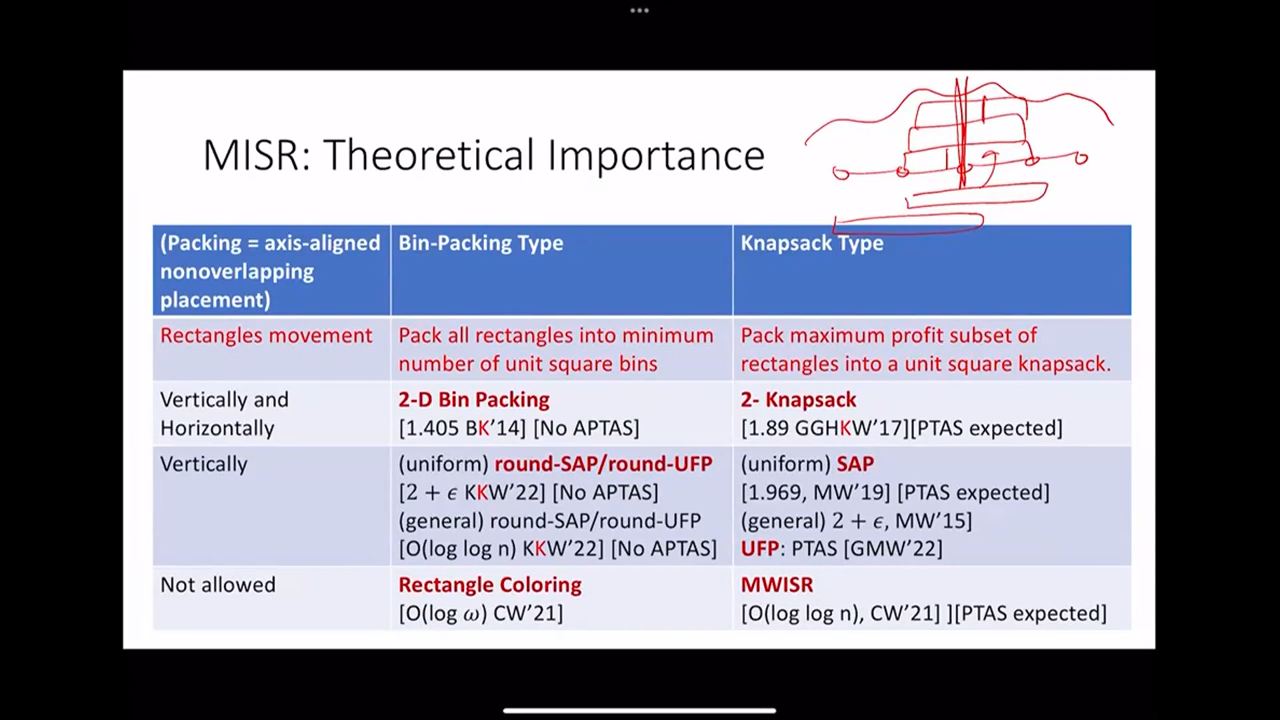 MISR: Theoretical Importance
(Packing = axis-aligned nonoverlapping placement)
Bin-Packing Type
Knapsack Type
Rectangles movement
Pack all rectangles into minimum
number of unit square bins
Pack maximum profit subset of
rectangles into a unit square knapsack.
Vertically and
Horizontally
2-D Bin Packing
[1.405 BK'14] [No APTAS]
2- Knapsack
[1.89 GGHKW'17][PTAS expected]
Vertically
(uniform) round-SAP/round-UFP
[2 + ϵ KKW'22] [No APTAS]
(general) round-SAP/round-UFP
[O(log log n) KKW'22] [No APTAS]
(uniform) SAP
[1.969, MW'19] [PTAS expected]
(general) 2 + ϵ, MW'15]
UFP: PTAS [GMW'22]
Not allowed
Rectangle Coloring
[O(log ω) CW'21]
MWISR
[O(log log n), CW'21] ][PTAS expected]